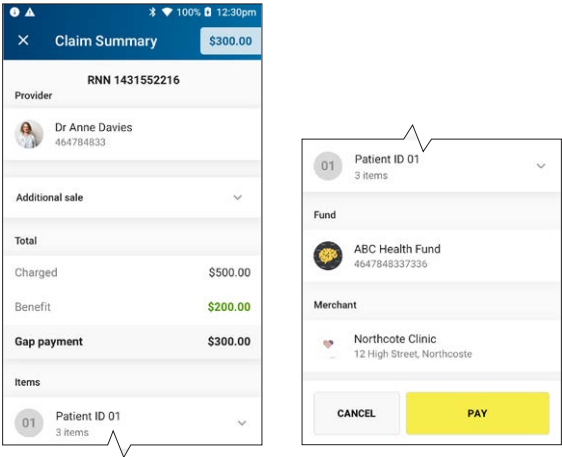 100% 12:30pm
Claim Summary $300.00
RNN 1431552216
Provider
Dr Anne Davies
464784833
Additional sale
Total
Charged $500.00
Benefit $200.00
Gap payment $300.00
Items
01 Patient ID 01
3 items
01 Patient ID 01
3 items
Fund
ABC Health Fund
4647848337336
Merchant
Northcote Clinic
12 High Street, Northcoste
CANCEL PAY